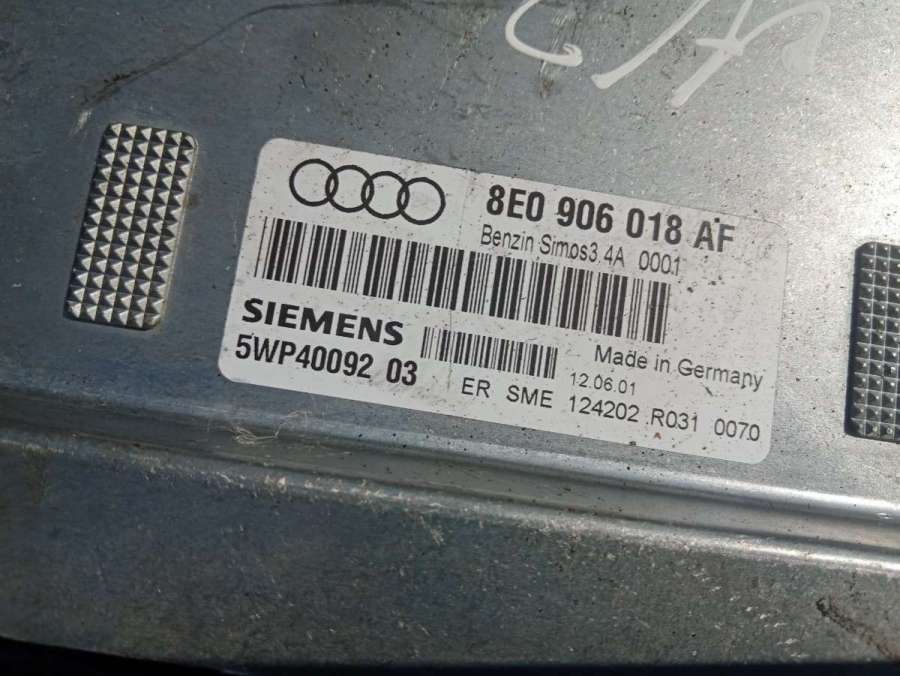 8E0 906 018 AF
Benzin Simos3.4A 0001
SIEMENS
5WP40092 03
Made in Germany
12.06.01
ER SME 124202 R031 0070